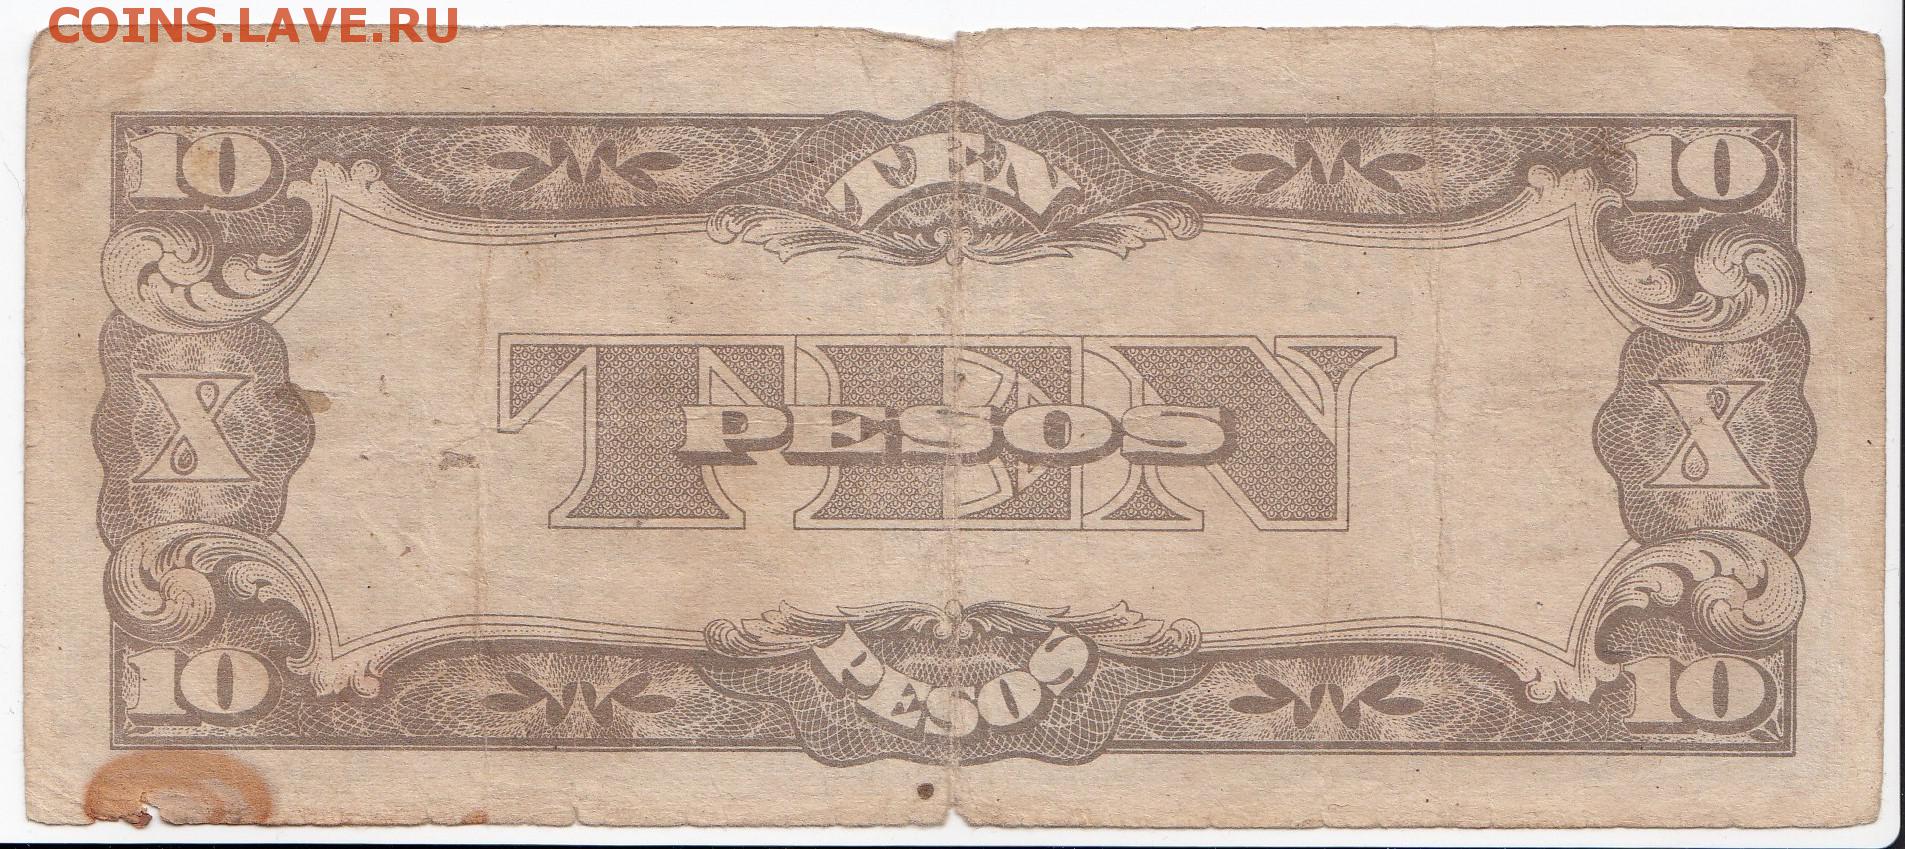 COINS.LAVE.RU
10 TEN 10
TEN
PESOS
X X
10 PESOS 10